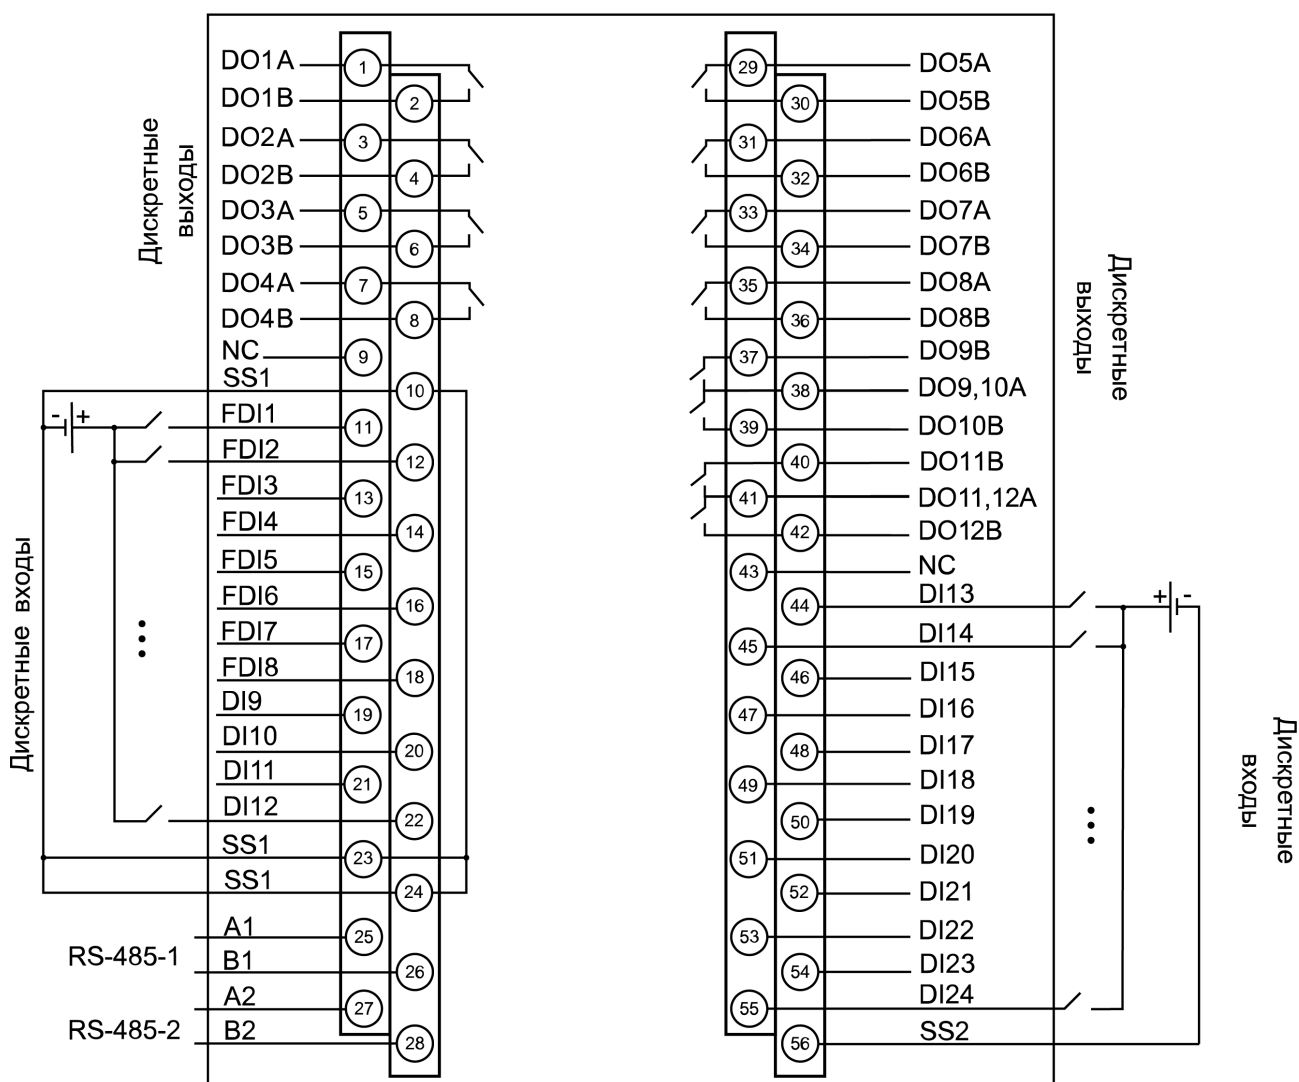 Дискретные
выходы
DO1A 1
DO1B 2
DO2A 3
DO2B 4
DO3A 5
DO3B 6
DO4A 7
DO4B 8
NC 9
SS1 10
Дискретные входы
- +
FDI1 11
FDI2 12
FDI3 13
FDI4 14
FDI5 15
FDI6 16
FDI7 17
FDI8 18
DI9 19
DI10 20
DI11 21
DI12 22
SS1 23
SS1 24
RS-485-1
A1 25
B1 26
RS-485-2
A2 27
B2 28
29 DO5A
30 DO5B
31 DO6A
32 DO6B
33 DO7A
34 DO7B
35 DO8A
36 DO8B
37 DO9B
38 DO9,10A
39 DO10B
40 DO11B
41 DO11,12A
42 DO12B
43 NC
Дискретные
выходы
44 DI13
+ -
45 DI14
46 DI15
47 DI16
48 DI17
49 DI18
50 DI19
51 DI20
52 DI21
53 DI22
54 DI23
55 DI24
56 SS2
Дискретные
входы